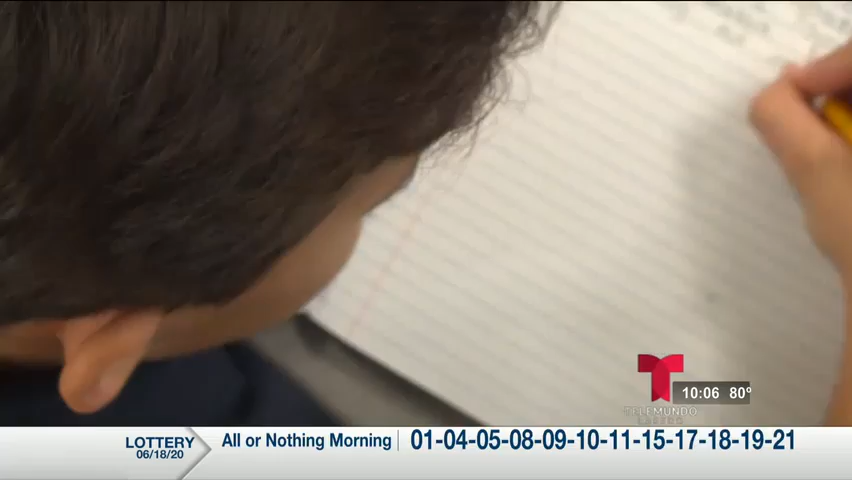 TELEMUNDO
10:06 80º
LOTTERY
06/18/20
All or Nothing Morning
01-04-05-08-09-10-11-15-17-18-19-21